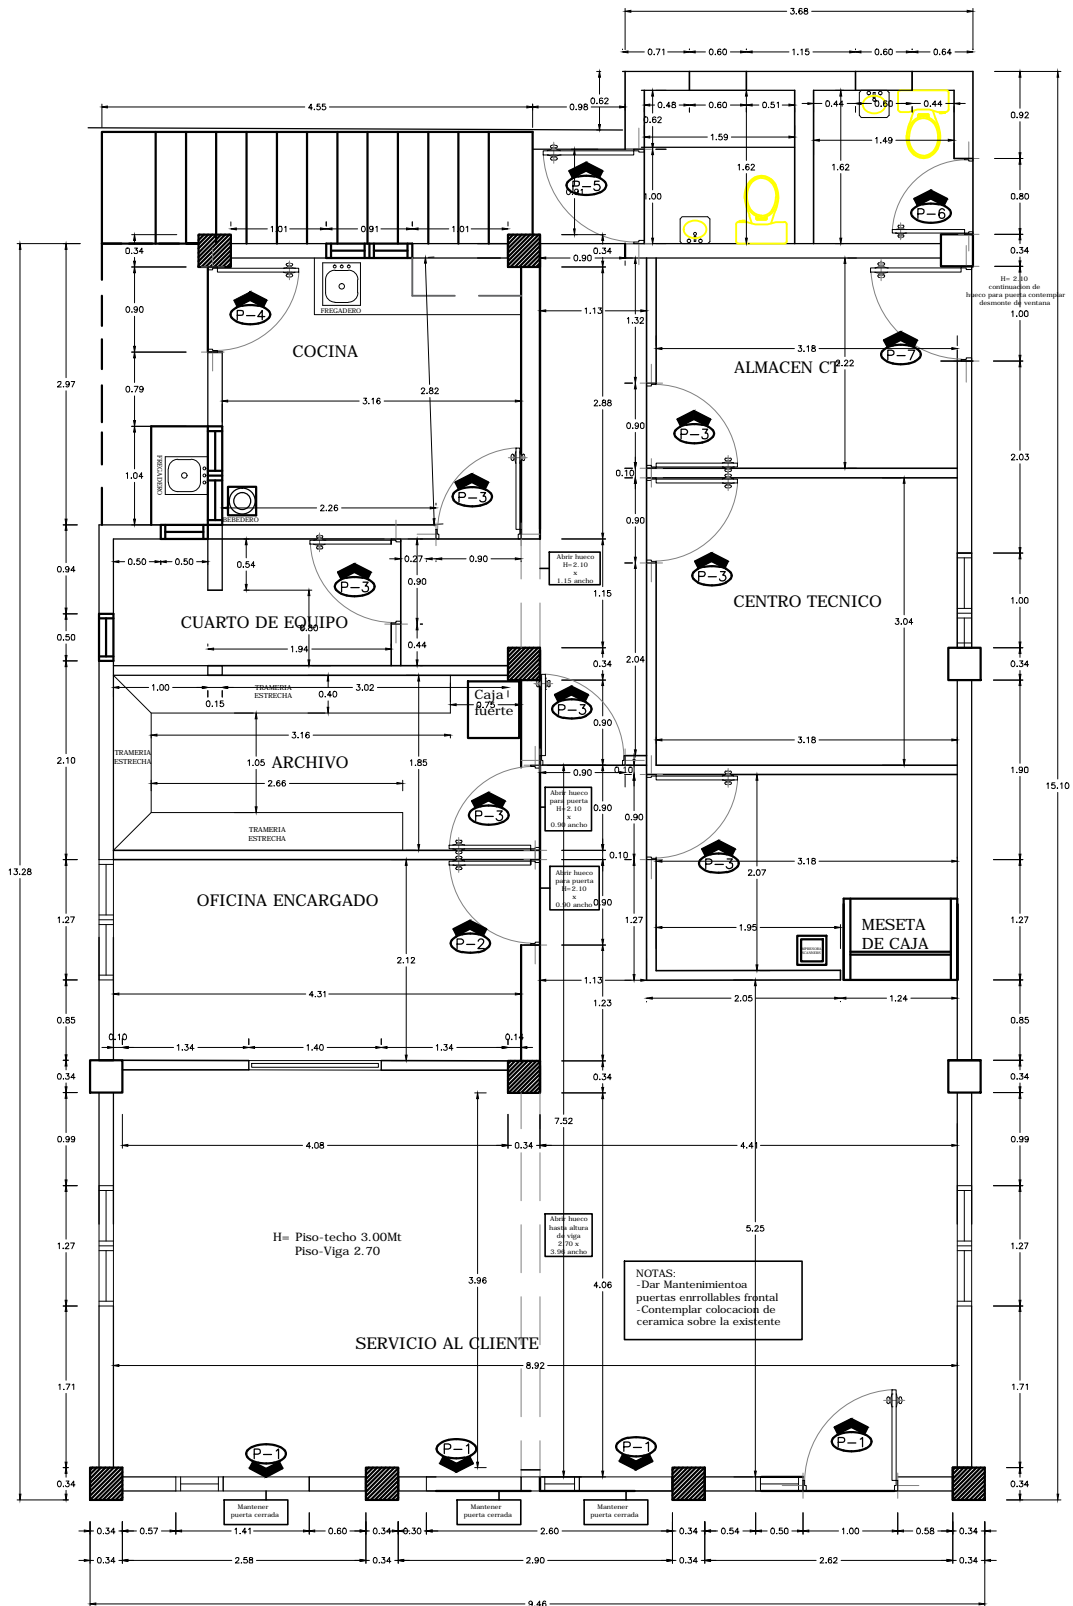 3.68
0.71 0.60 1.15 0.60 0.64
4.55 0.98 0.62
0.48 0.60 0.51 0.44 0.60 0.44
0.62 1.59 1.49 0.92
1.62 1.62
P-5 1.00 P-6 0.80
0.91
1.01 0.91 1.01
0.34 0.34 0.34
0.90
H= 2.10
continuacion de
hueco para puerta contemplar
desmonte de ventana
1.00
0.90 P-4 FREGADERO 1.13 1.32
COCINA 3.18 P-7
ALMACEN CT 2.22
2.97 0.79 2.82 3.16 2.88
0.90 P-3 2.03
1.04 FREGADERO 0.10
P-3
2.26
BEBEDERO
0.90
0.94 0.50 0.50 0.54 0.27 0.90
Abrir hueco
H=2.10
x
1.15 ancho
P-3 0.90 P-3
1.15 CENTRO TECNICO 1.00
0.50 CUARTO DE EQUIPO 0.80 3.04
1.94 0.44
0.34 2.04 0.34
1.00 0.15 TRAMERIA
ESTRECHA
3.02 0.40 0.75
Caja
fuerte
P-3 0.90
3.16 3.18
TRAMERIA
ESTRECHA
1.05 ARCHIVO 1.85
2.10 2.66 0.90 0.10 1.90
15.10
Abrir hueco
para puerta
H=2.10
x
0.90 ancho
P-3 0.90 0.90
TRAMERIA
ESTRECHA
0.10 P-3 3.18
13.28 2.07
Abrir hueco
para puerta
H=2.10
x
0.90 ancho
OFICINA ENCARGADO 0.90
1.27 1.27 1.95 MESETA
DE CAJA
1.27
P-2 2.12
4.31 1.13
2.05 1.24
0.85 1.23 0.85
0.10 1.34 1.40 1.34 0.14
0.34 0.34 0.34
7.52
0.99 4.08 0.34 4.41 0.99
Abrir hueco
hasta altura
de viga
2.70 x
3.96 ancho
5.25
H= Piso-techo 3.00Mt
Piso-Viga 2.70
1.27 1.27
3.96 4.06
NOTAS:
-Dar Mantenimientoa
puertas enrrollables frontal
-Contemplar colocacion de
ceramica sobre la existente
SERVICIO AL CLIENTE
8.92
1.71 1.71
P-1 P-1 P-1 P-1
0.34 0.34
Mantener
puerta cerrada
Mantener
puerta cerrada
Mantener
puerta cerrada
0.34 0.57 1.41 0.60 0.34 0.30 2.60 0.34 0.54 0.50 1.00 0.58 0.34
0.34 2.58 0.34 2.90 0.34 2.62 0.34
9.46